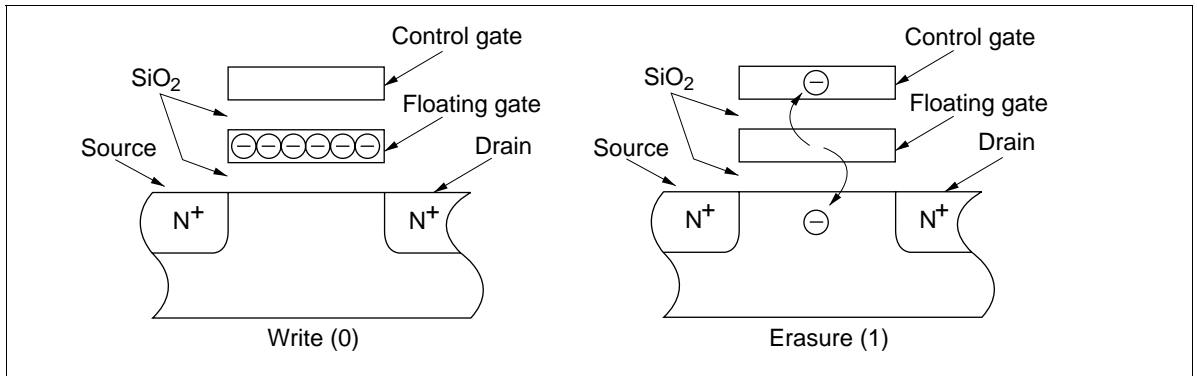 Control gate
SiO2
Floating gate
Source
Drain
N+
N+
Write (0)
Control gate
SiO2
Floating gate
Source
Drain
N+
N+
Erasure (1)